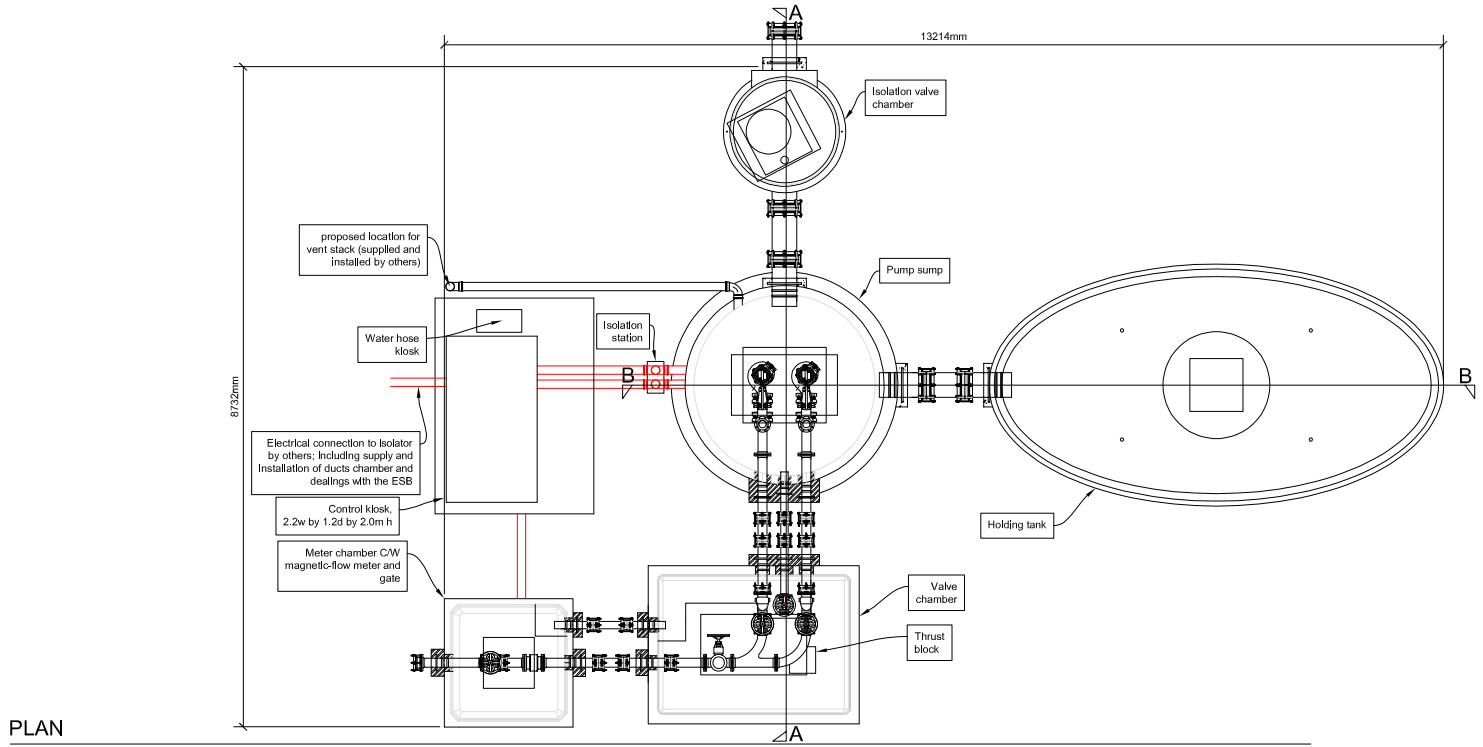 A
13214mm
Isolation valve
chamber
proposed location for
vent stack (supplied and
installed by others)
Pump sump
Isolation
station
Water hose
kiosk
B
B
8732mm
Electrical connection to isolator
by others; including supply and
installation of ducts chamber and
dealings with the ESB
Control kiosk,
2.2w by 1.2d by 2.0m h
Holding tank
Meter chamber C/W
magnetic-flow meter and
gate
Valve
chamber
Thrust
block
PLAN
A